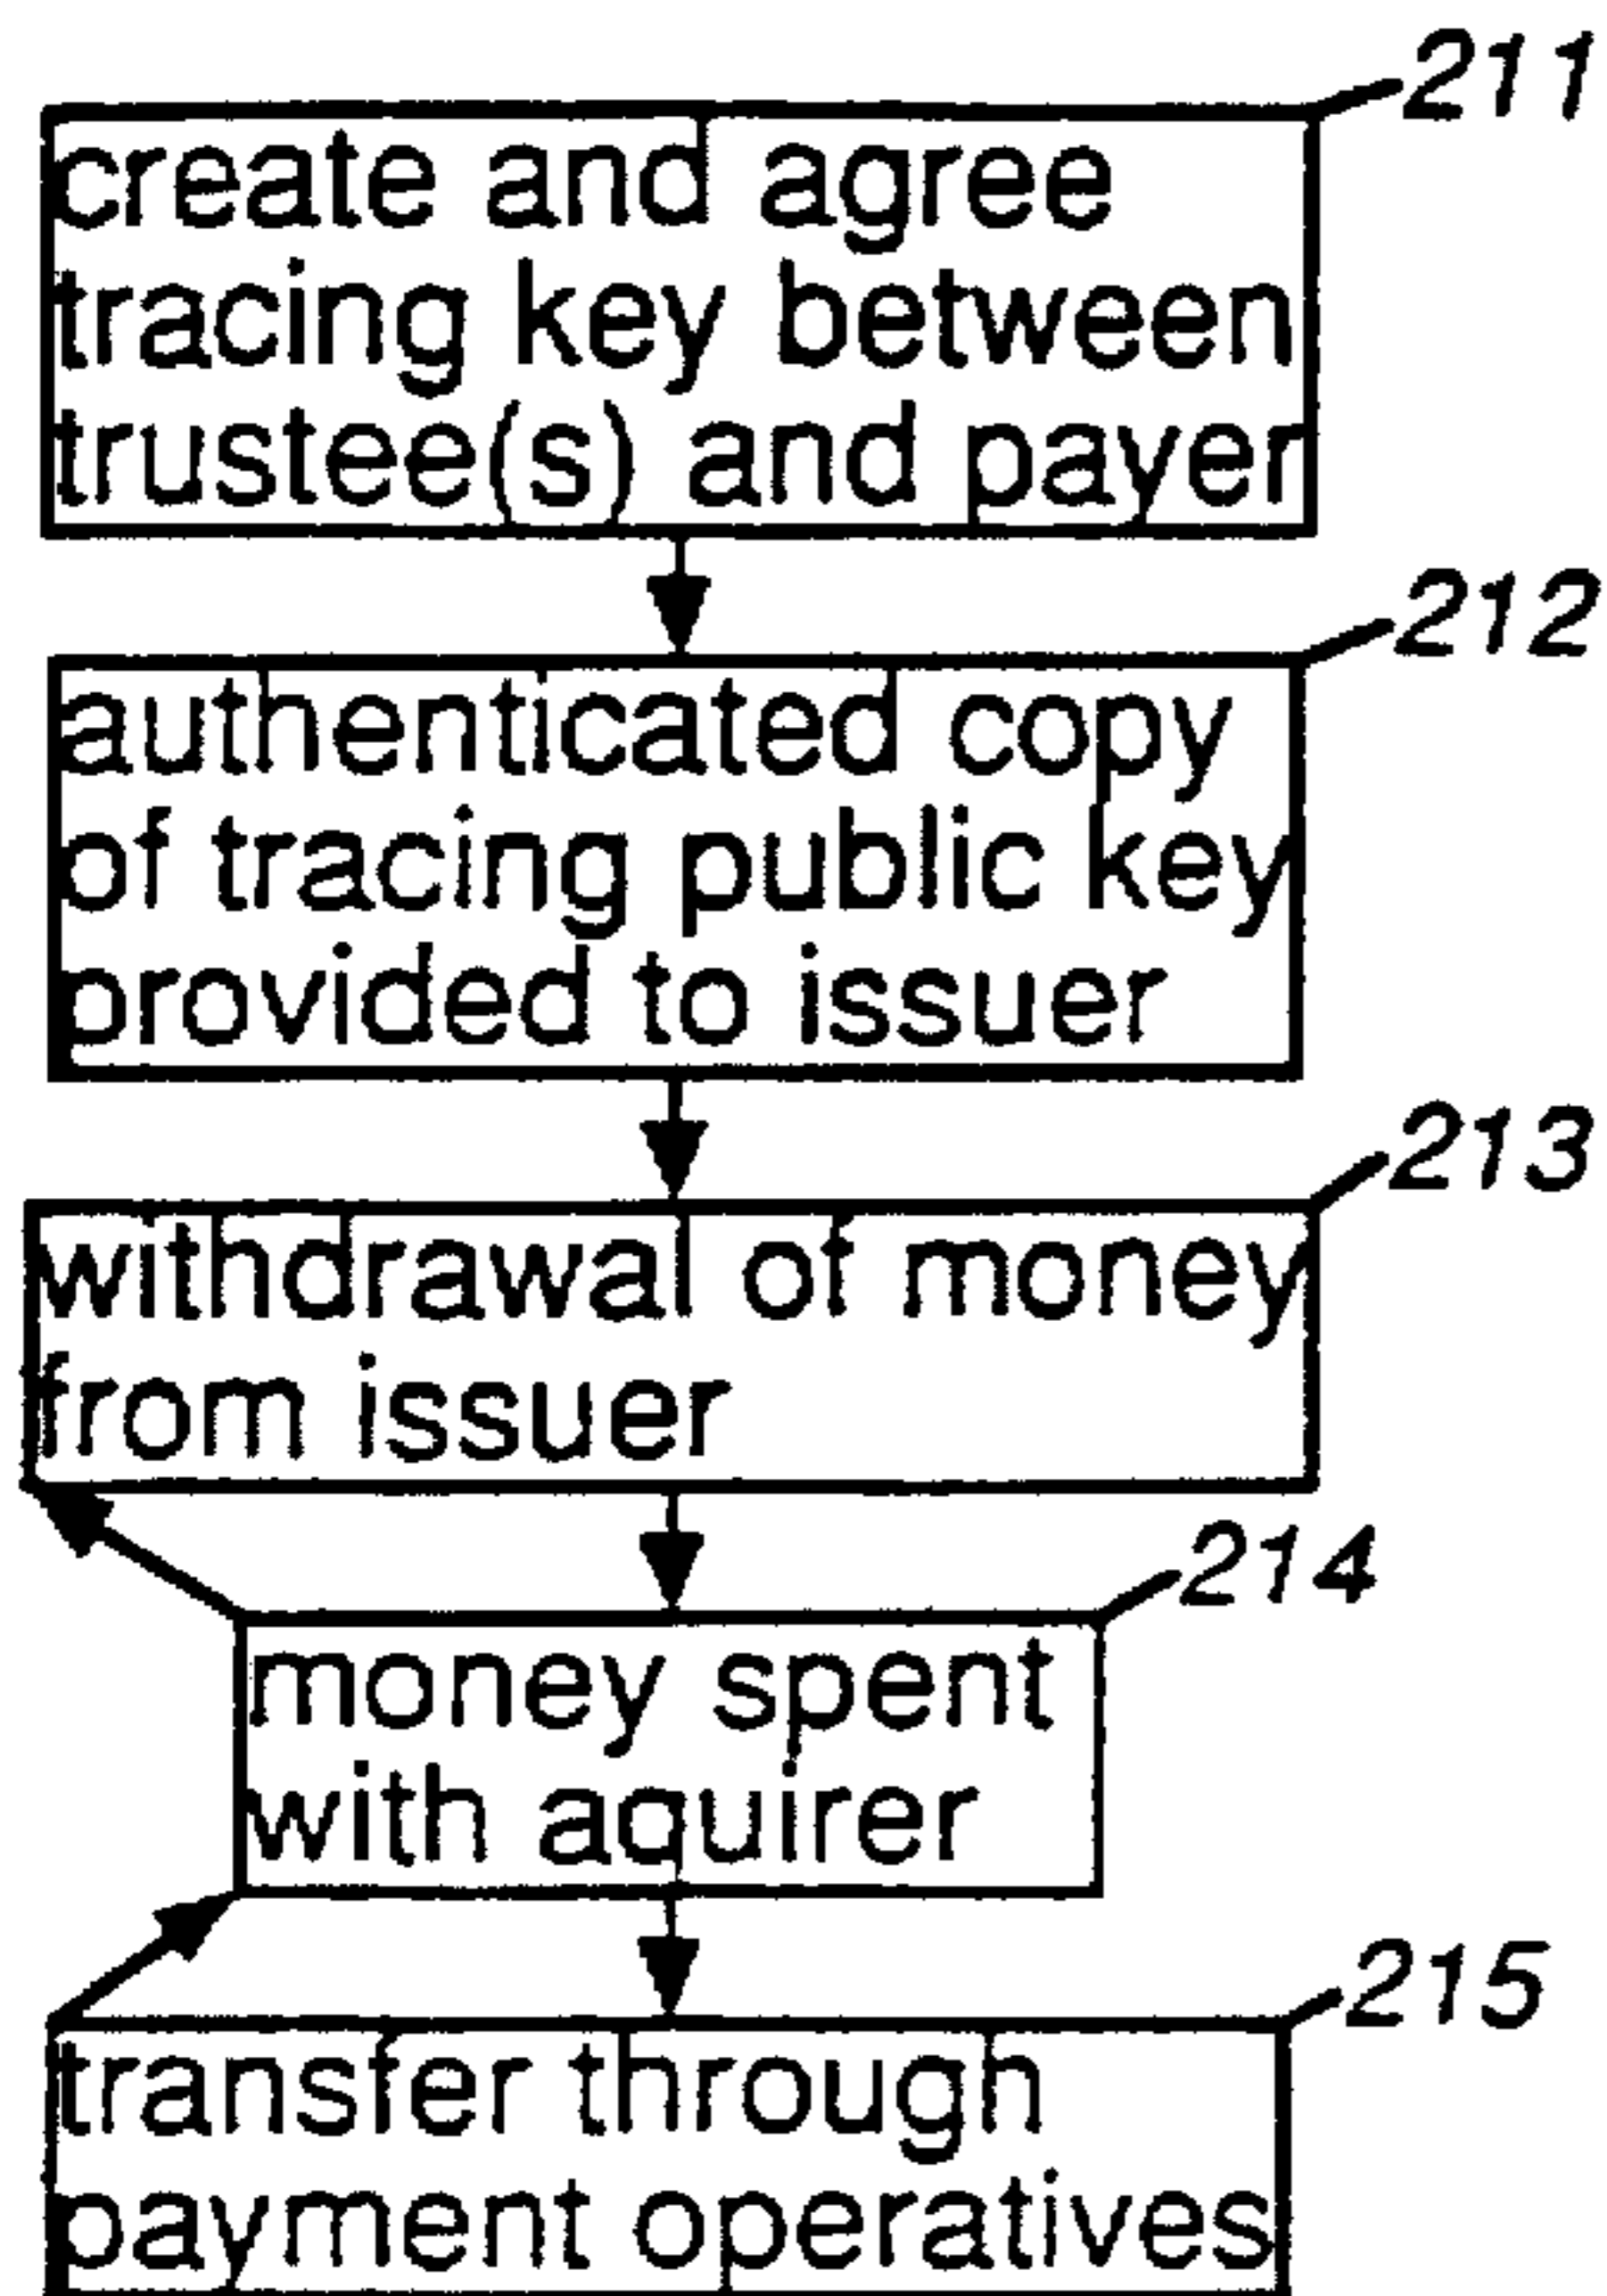 211
create and agree
tracing key between
trustee(s) and payer
212
authenticated copy
of tracing public key
provided to issuer
213
withdrawal of money
from issuer
214
money spent
with aquirer
215
transfer through
payment operatives